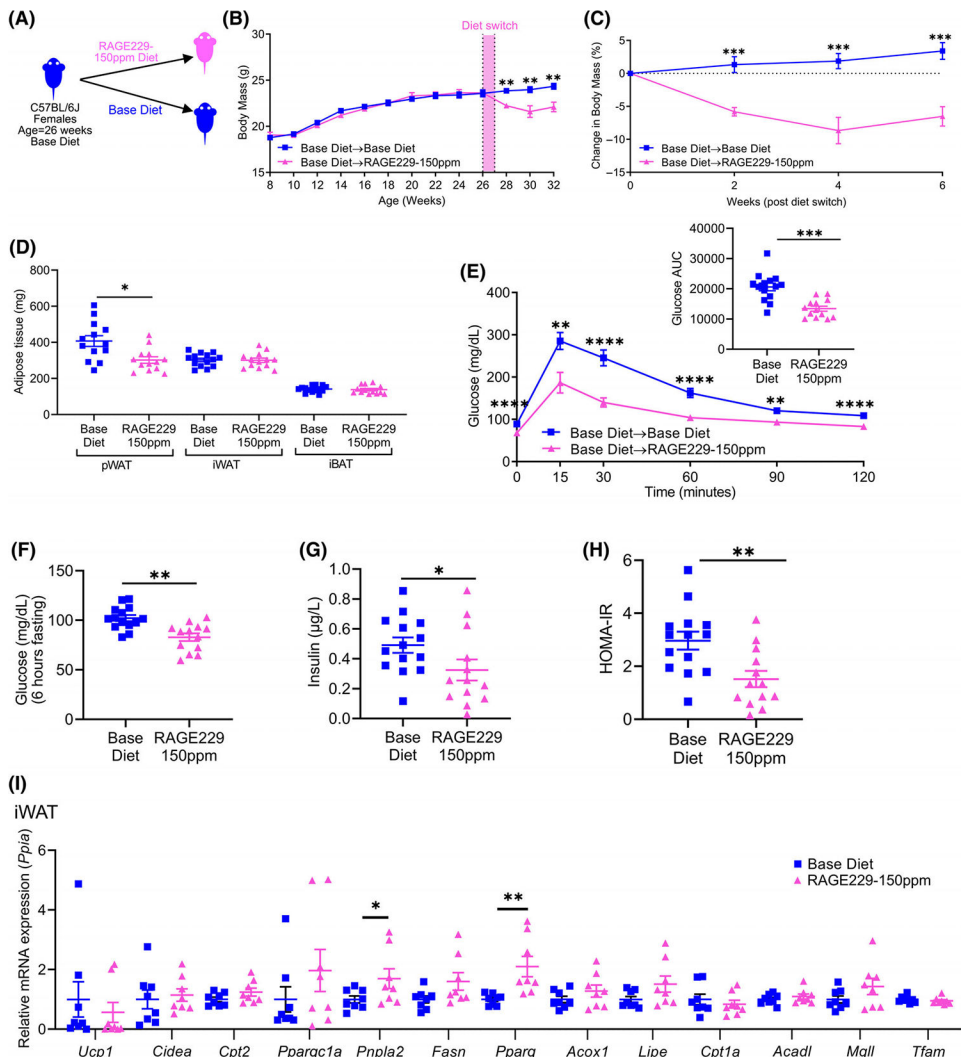 (A)
RAGE229-
150ppm Diet
C57BL/6J
Females
Age=26 weeks
Base Diet
Base Diet
(B)
Diet switch
Body Mass (g)
27
24
21
18
15
** ** **
Base Diet→Base Diet
Base Diet→RAGE229-150ppm
8 10 12 14 16 18 20 22 24 26 28 30 32
Age (Weeks)
(C)
Change in Body Mass (%)
5
0
−5
−10
−15
*** *** ***
Base Diet→Base Diet
Base Diet→RAGE229-150ppm
0 2 4 6
Weeks (post diet switch)
(D)
Adipose tissue (mg)
800
600
400
200
0
*
Base Diet RAGE229 150ppm Base Diet RAGE229 150ppm Base Diet RAGE229 150ppm
pWAT iWAT iBAT
(E)
Glucose (mg/dL)
400
300
200
100
0
**** ** **** **** ** ****
Base Diet→Base Diet
Base Diet→RAGE229-150ppm
0 15 30 60 90 120
Time (minutes)
Glucose AUC
40000
30000
20000
10000
0
***
Base Diet RAGE229 150ppm
(F)
Glucose (mg/dL)
(6 hours fasting)
150
100
50
0
**
Base Diet RAGE229 150ppm
(G)
Insulin (µg/L)
1.0
0.8
0.6
0.4
0.2
0.0
*
Base Diet RAGE229 150ppm
(H)
HOMA-IR
6
4
2
0
**
Base Diet RAGE229 150ppm
(I)
iWAT
Relative mRNA expression (Ppia)
6
4
2
0
* **
Base Diet
RAGE229-150ppm
Ucp1 Cidea Cpt2 Ppargc1a Pnpla2 Fasn Pparg Acox1 Lipe Cpt1a Acadl Mgll Tfam